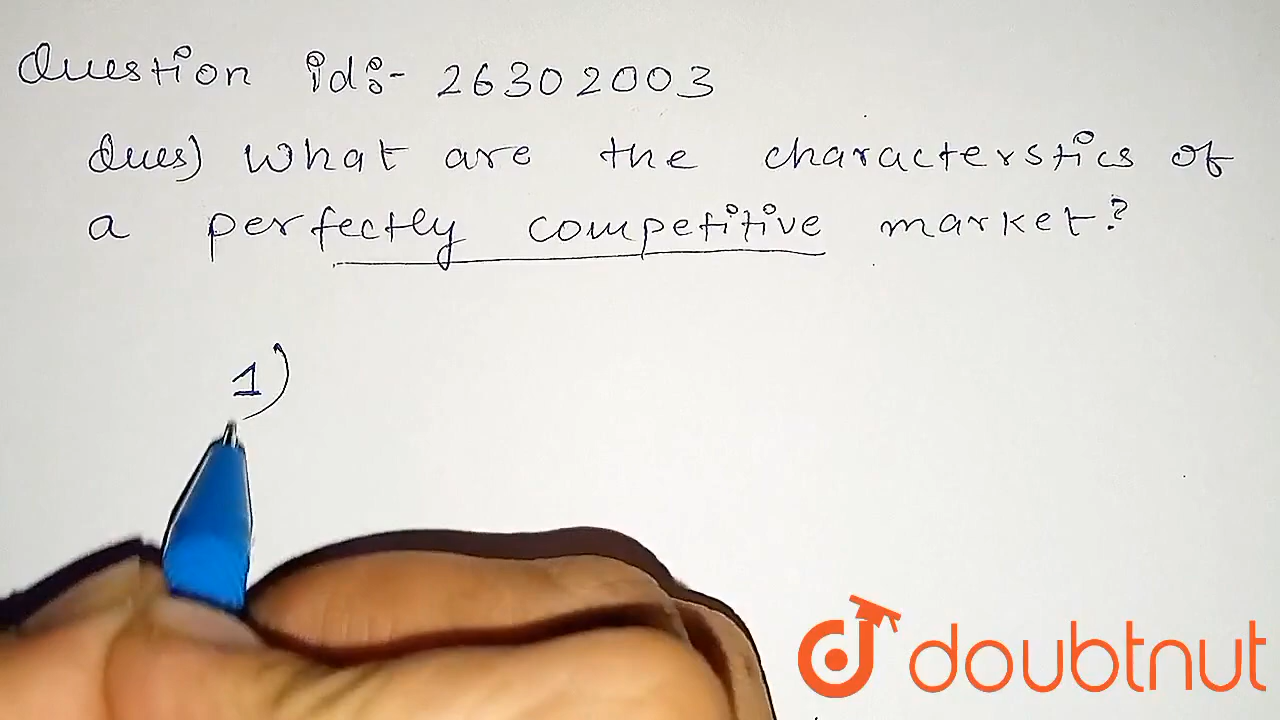 Question id:- 26302003
Ques) What are the characterstics of
a perfectly competitive market?
1)
doubtnut